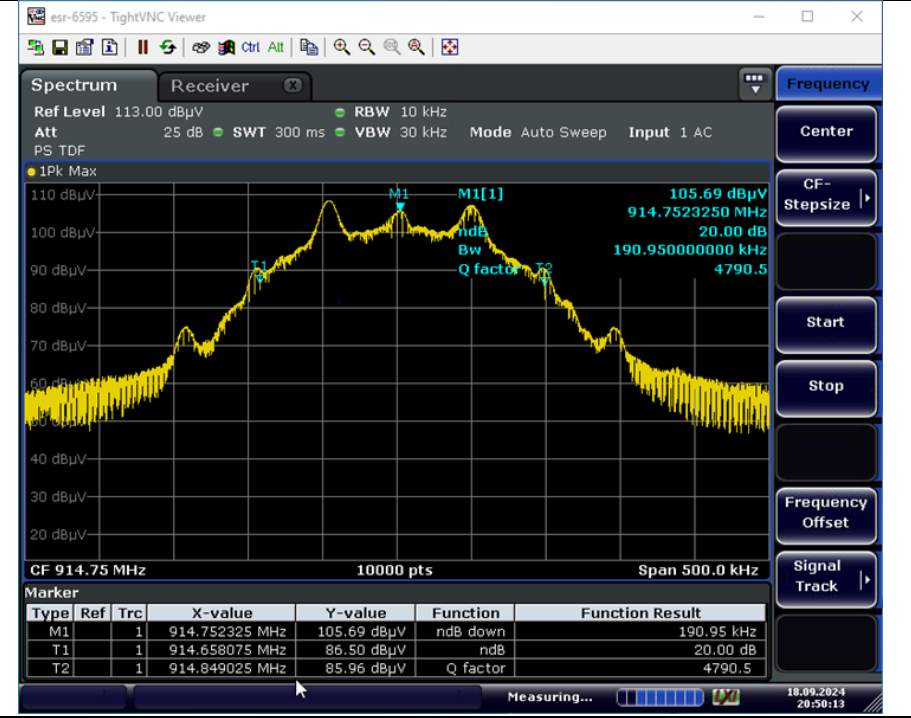 esr-6595 - TightVNC Viewer
Ctrl Alt
Spectrum Receiver Frequency
Ref Level 113.00 dBµV RBW 10 kHz
Att 25 dB SWT 300 ms VBW 30 kHz Mode Auto Sweep Input 1 AC
PS TDF
1Pk Max
110 dBµV M1 M1[1] 105.69 dBµV
914.7523250 MHz
100 dBµV ndB 20.00 dB
Bw 190.950000000 kHz
90 dBµV T1 Q factor T2 4790.5
80 dBµV
70 dBµV
60 dBµV
50 dBµV
40 dBµV
30 dBµV
20 dBµV
CF 914.75 MHz 10000 pts Span 500.0 kHz
Marker
Type Ref Trc X-value Y-value Function Function Result
M1 1 914.752325 MHz 105.69 dBµV ndB down 190.95 kHz
T1 1 914.658075 MHz 86.50 dBµV ndB 20.00 dB
T2 1 914.849025 MHz 85.96 dBµV Q factor 4790.5
Center
CF-
Stepsize
Start
Stop
Frequency
Offset
Signal
Track
Measuring...
18.09.2024
20:50:13